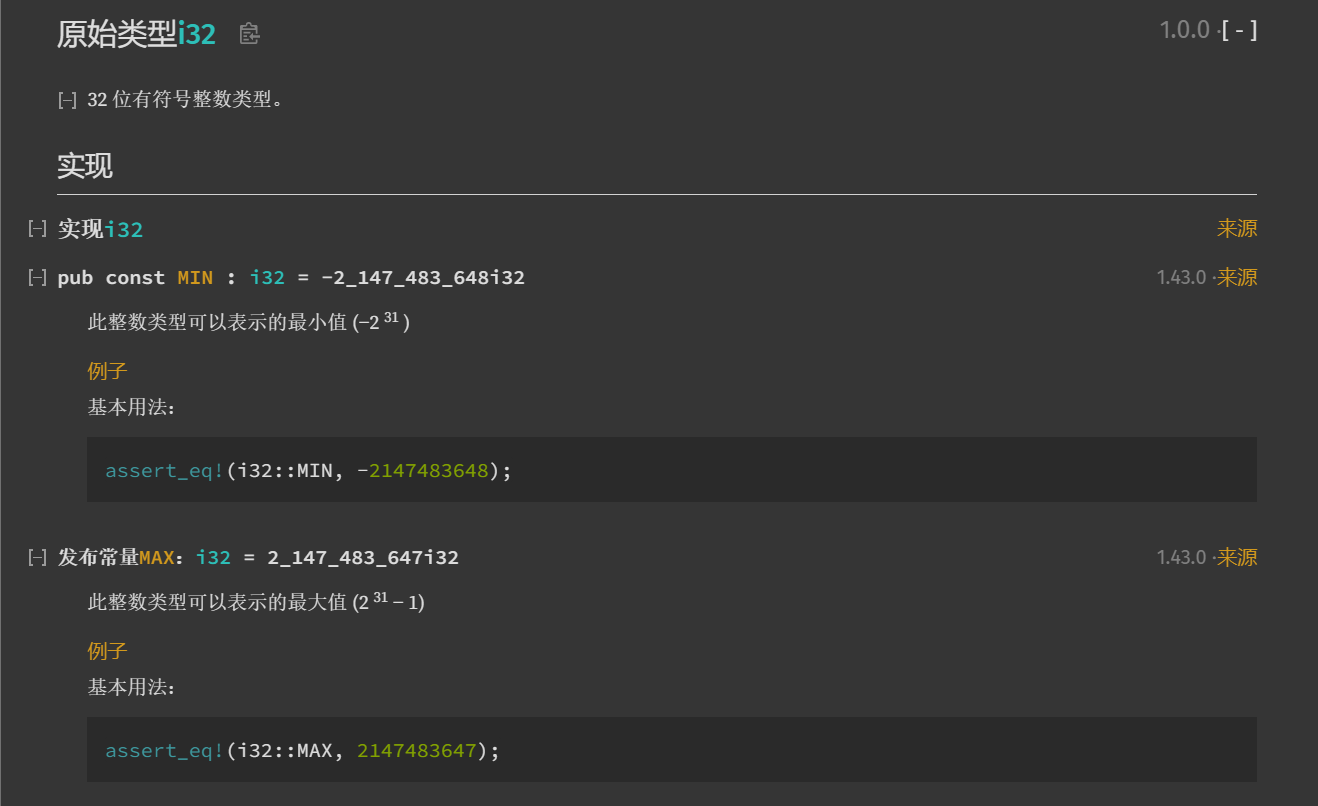 原始类型i32 1.0.0 ·[ - ]
[-] 32 位有符号整数类型。
实现
[-] 实现i32 来源
[-] pub const MIN : i32 = -2_147_483_648i32 1.43.0 ·来源
此整数类型可以表示的最小值 (−2 31 )
例子
基本用法：
assert_eq!(i32::MIN, -2147483648);
[-] 发布常量MAX：i32 = 2_147_483_647i32 1.43.0 ·来源
此整数类型可以表示的最大值 (2 31 − 1)
例子
基本用法：
assert_eq!(i32::MAX, 2147483647);